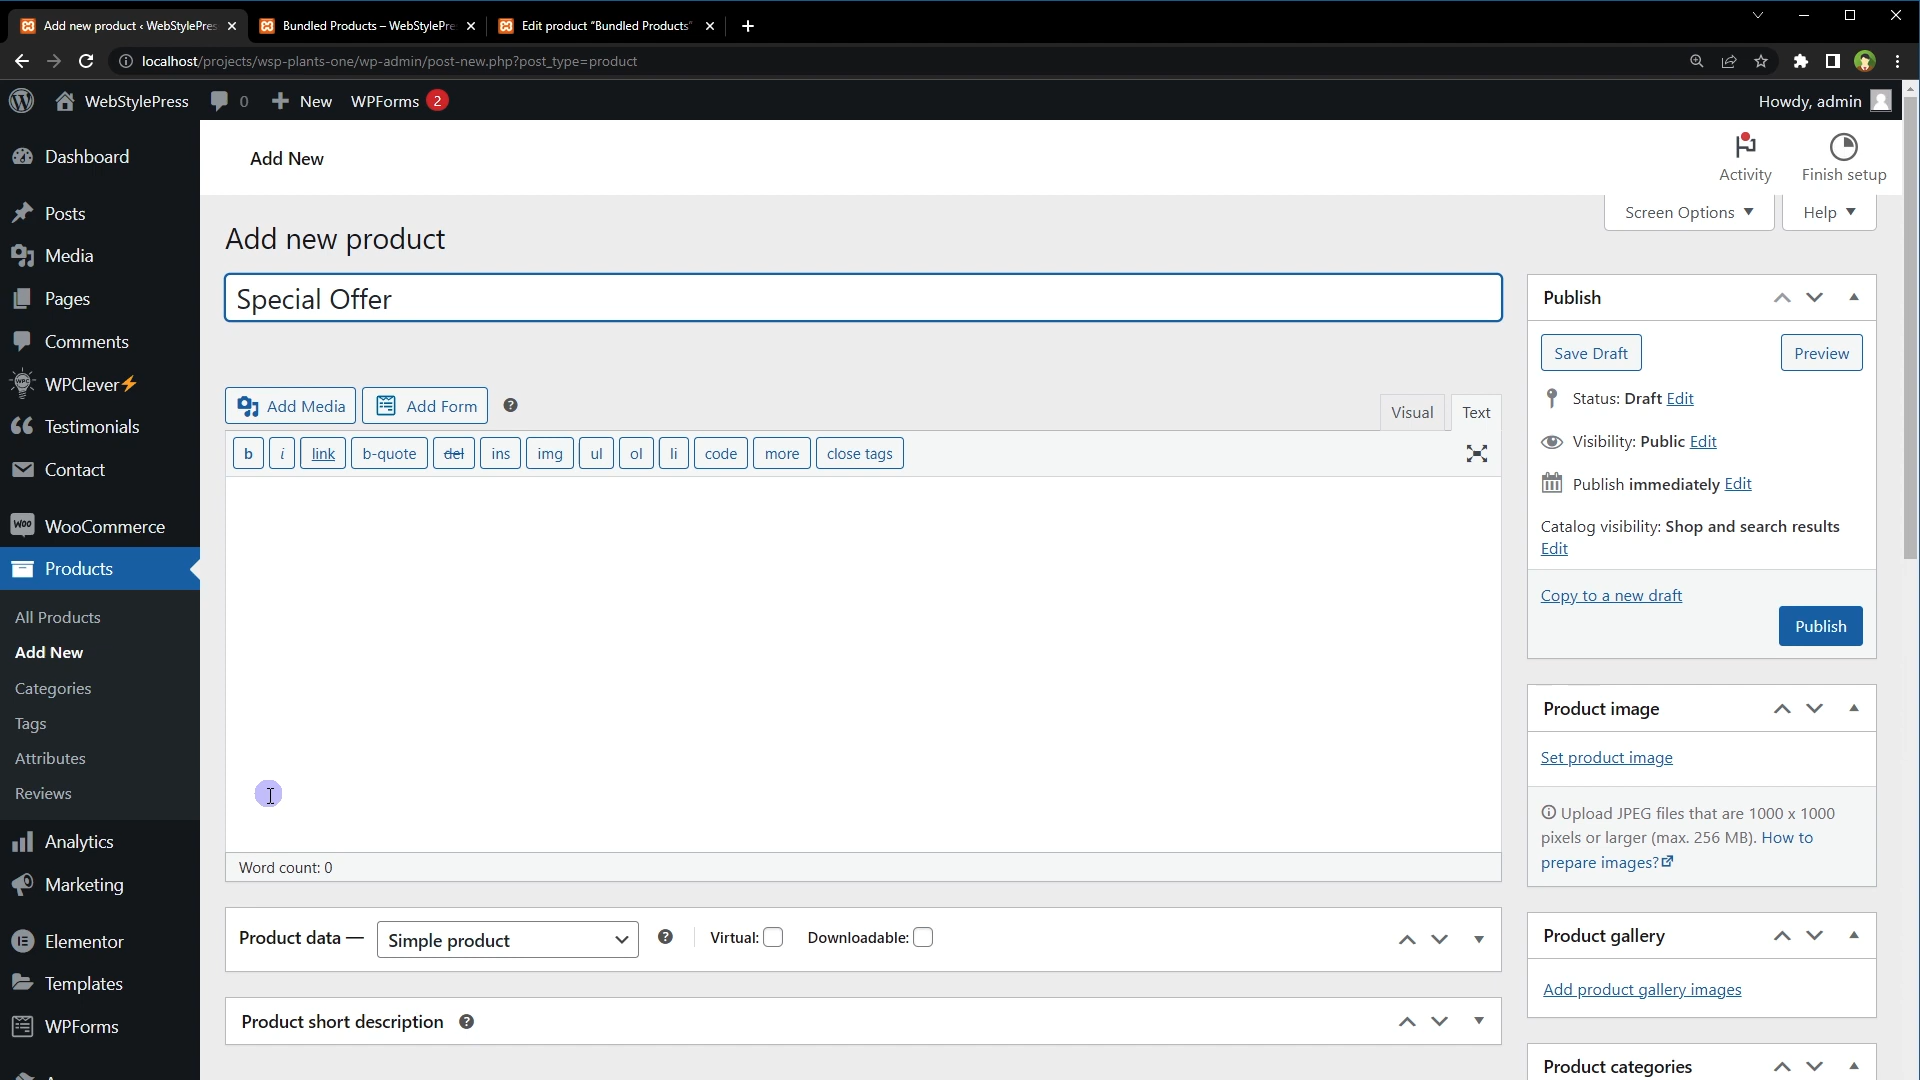 Add new product ‹ WebStylePres
Bundled Products – WebStylePre
Edit product "Bundled Products"
localhost/projects/wsp-plants-one/wp-admin/post-new.php?post_type=product
WebStylePress
0
New
WPForms
2
Howdy, admin
Dashboard
Posts
Media
Pages
Comments
WPClever
Testimonials
Contact
WooCommerce
Products
All Products
Add New
Categories
Tags
Attributes
Reviews
Analytics
Marketing
Elementor
Templates
WPForms
Add New
Activity
Finish setup
Screen Options
Help
Add new product
Special Offer
Add Media
Add Form
Visual
Text
b
i
link
b-quote
del
ins
img
ul
ol
li
code
more
close tags
Word count: 0
Product data —
Simple product
Virtual:
Downloadable:
Product short description
Publish
Save Draft
Preview
Status: Draft Edit
Visibility: Public Edit
Publish immediately Edit
Catalog visibility: Shop and search results
Edit
Copy to a new draft
Publish
Product image
Set product image
Upload JPEG files that are 1000 x 1000
pixels or larger (max. 256 MB). How to
prepare images?
Product gallery
Add product gallery images
Product categories